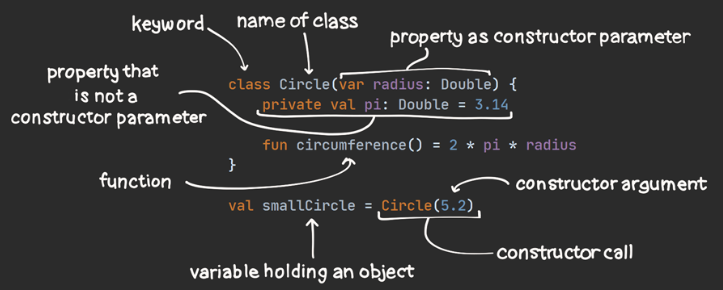 keyword
name of class
property as constructor parameter
property that
is not a
constructor parameter
class Circle(var radius: Double) {
private val pi: Double = 3.14
fun circumference() = 2 * pi * radius
}
function
constructor argument
val smallCircle = Circle(5.2)
constructor call
variable holding an object